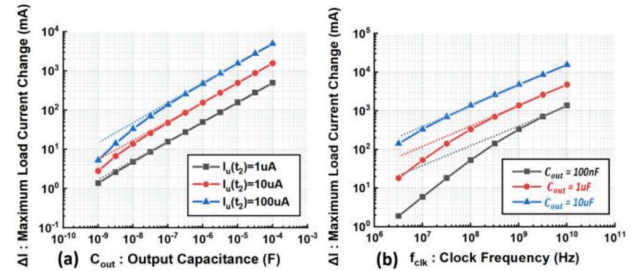 ΔI : Maximum Load Current Change (mA)
10⁴
10³
10²
10¹
10⁰
10⁻¹
I_u(t₂)=1uA
I_u(t₂)=10uA
I_u(t₂)=100uA
10⁻¹⁰ 10⁻⁹ 10⁻⁸ 10⁻⁷ 10⁻⁶ 10⁻⁵ 10⁻⁴ 10⁻³
(a) C_out : Output Capacitance (F)
ΔI : Maximum Load Current Change (mA)
10⁵
10⁴
10³
10²
10¹
10⁰
C_out = 100nF
C_out = 1uF
C_out = 10uF
10⁶ 10⁷ 10⁸ 10⁹ 10¹⁰ 10¹¹
(b) f_clk : Clock Frequency (Hz)